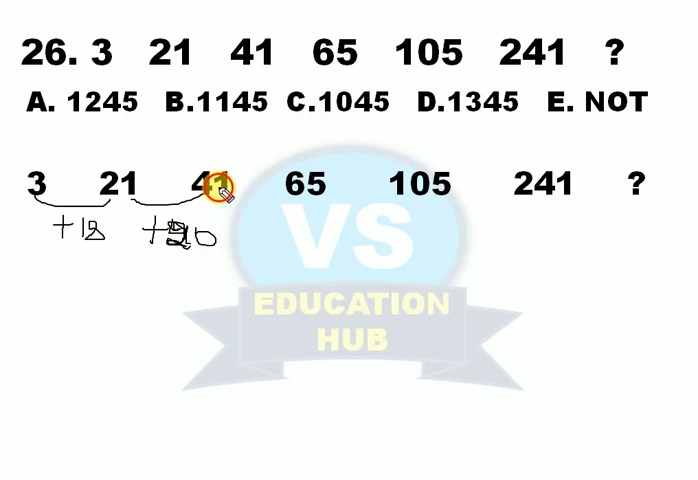 26. 3 21 41 65 105 241 ?
A. 1245 B.1145 C.1045 D.1345 E. NOT
3 21 41 65 105 241 ?
+18
VS
EDUCATION
HUB